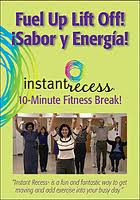 Fuel Up Lift Off!
¡Sabor y Energía!
instant recess®
10-Minute Fitness Break!
"Instant Recess® is a fun and fantastic way to get
moving and add exercise into your busy day."